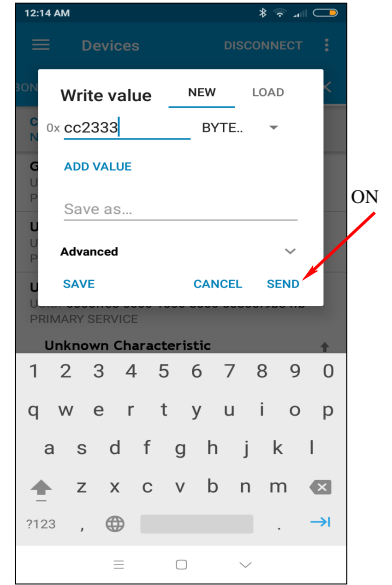 12:14 AM
Devices DISCONNECT
Write value NEW LOAD
0x cc2333 BYTE..
ADD VALUE
Save as...
ON
Advanced
SAVE CANCEL SEND
PRIMARY SERVICE
Unknown Characteristic
1 2 3 4 5 6 7 8 9 0
q w e r t y u i o p
a s d f g h j k l
z x c v b n m
?123 , .